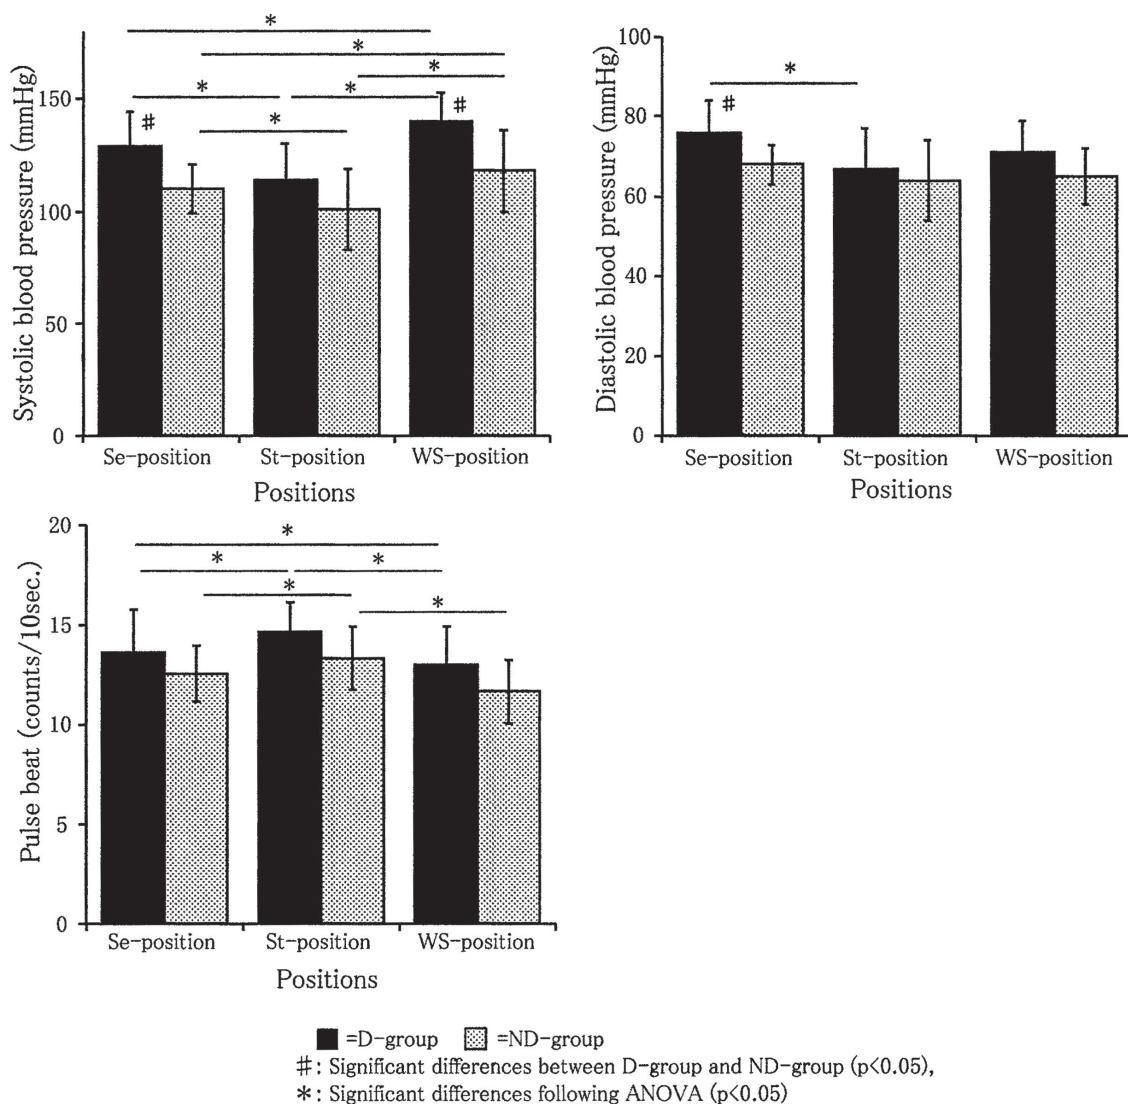 *
*
*
*
*
*
#
#
Systolic blood pressure (mmHg)
150
100
50
0
Se-position St-position WS-position
Positions
*
#
Diastolic blood pressure (mmHg)
100
80
60
40
20
0
Se-position St-position WS-position
Positions
*
*
*
*
*
Pulse beat (counts/10sec.)
20
15
10
5
0
Se-position St-position WS-position
Positions
=D-group =ND-group
#: Significant differences between D-group and ND-group (p<0.05),
*: Significant differences following ANOVA (p<0.05)